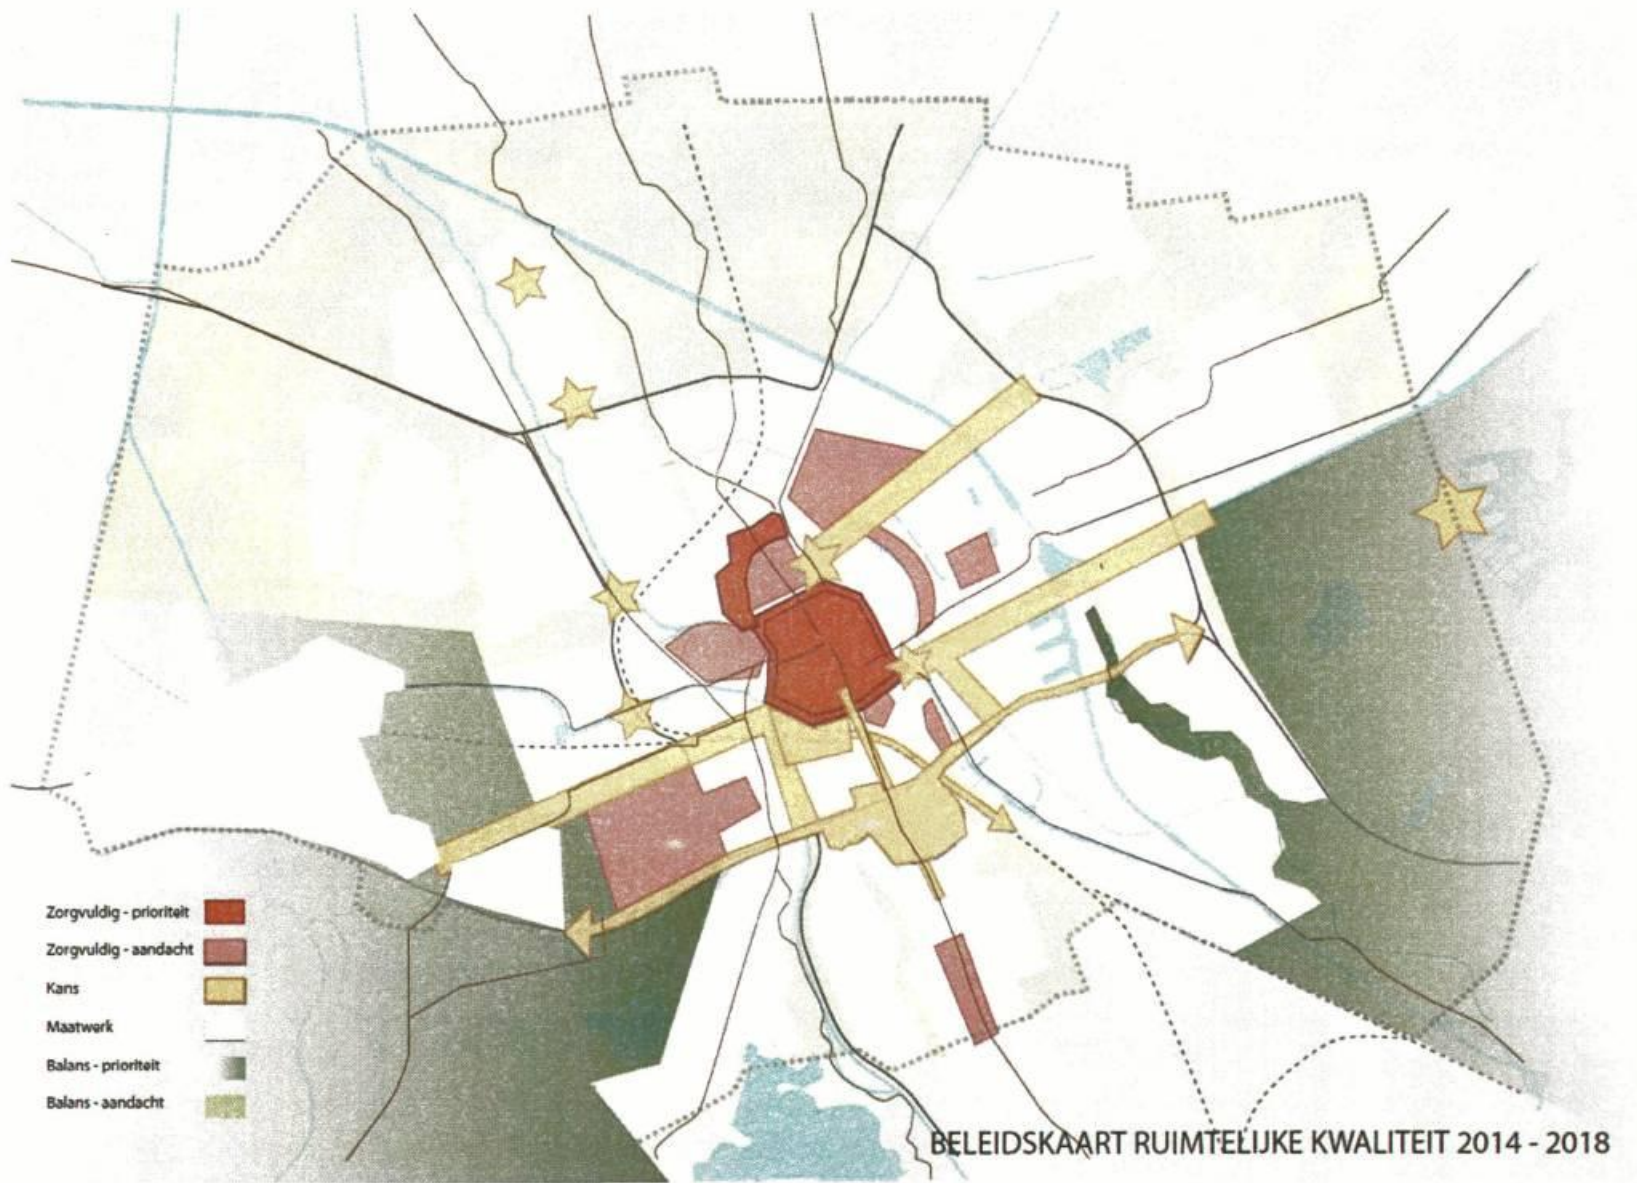 Zorgvuldig - prioriteit
Zorgvuldig - aandacht
Kans
Maatwerk
Balans - prioriteit
Balans - aandacht
BELEIDSKAART RUIMTELIJKE KWALITEIT 2014 - 2018